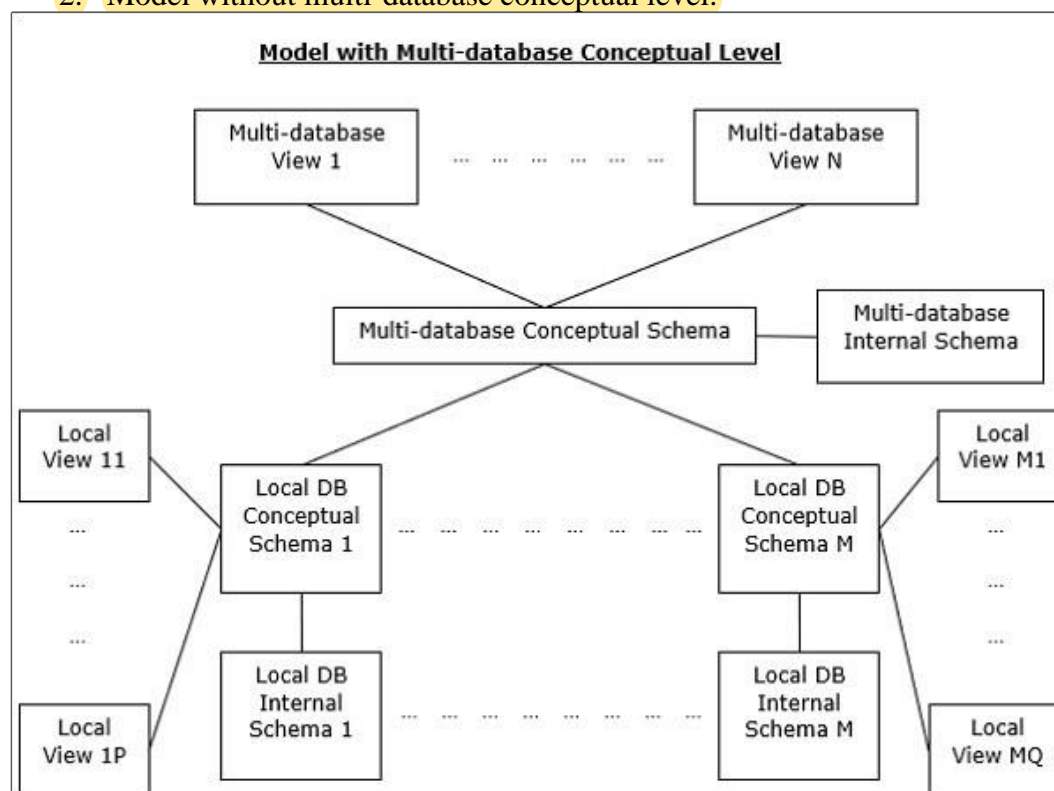 2. Model without multi-database conceptual level.
Model with Multi-database Conceptual Level
Multi-database
View 1
... ... ... ... ... ...
Multi-database
View N
Multi-database Conceptual Schema
Multi-database
Internal Schema
Local
View 11
...
...
...
Local
View 1P
Local DB
Conceptual
Schema 1
... ... ... ... ... ... ... ...
Local DB
Conceptual
Schema M
Local DB
Internal
Schema 1
... ... ... ... ... ... ... ...
Local DB
Internal
Schema M
Local
View M1
...
...
...
Local
View MQ